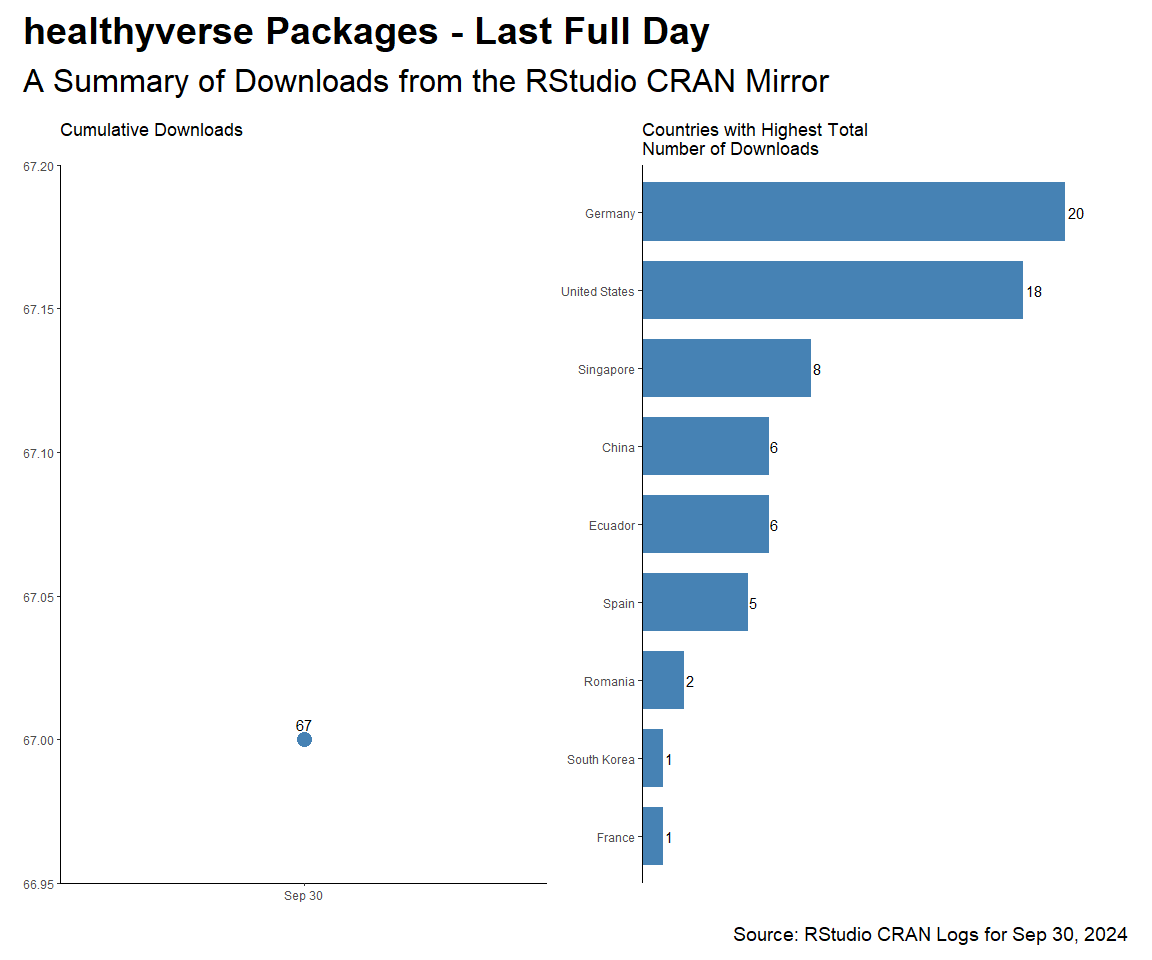 healthyverse Packages - Last Full Day
A Summary of Downloads from the RStudio CRAN Mirror
Cumulative Downloads
67.20
67.15
67.10
67.05
67.00
66.95
67
Sep 30
Countries with Highest Total
Number of Downloads
Germany 20
United States 18
Singapore 8
China 6
Ecuador 6
Spain 5
Romania 2
South Korea 1
France 1
Source: RStudio CRAN Logs for Sep 30, 2024